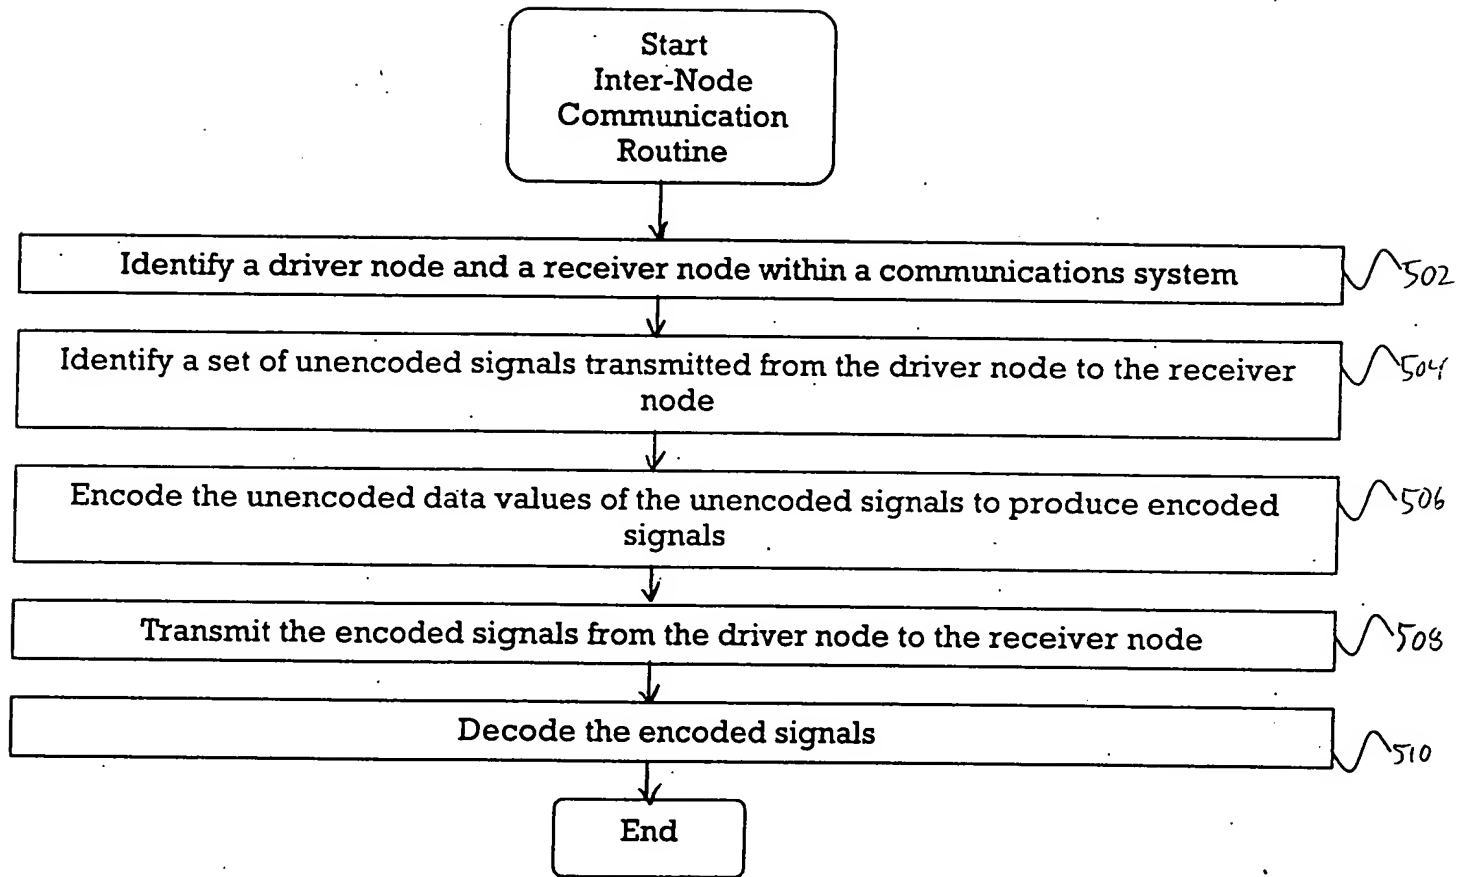 Start
Inter-Node
Communication
Routine
Identify a driver node and a receiver node within a communications system
502
Identify a set of unencoded signals transmitted from the driver node to the receiver
node
504
Encode the unencoded data values of the unencoded signals to produce encoded
signals
506
Transmit the encoded signals from the driver node to the receiver node
508
Decode the encoded signals
510
End